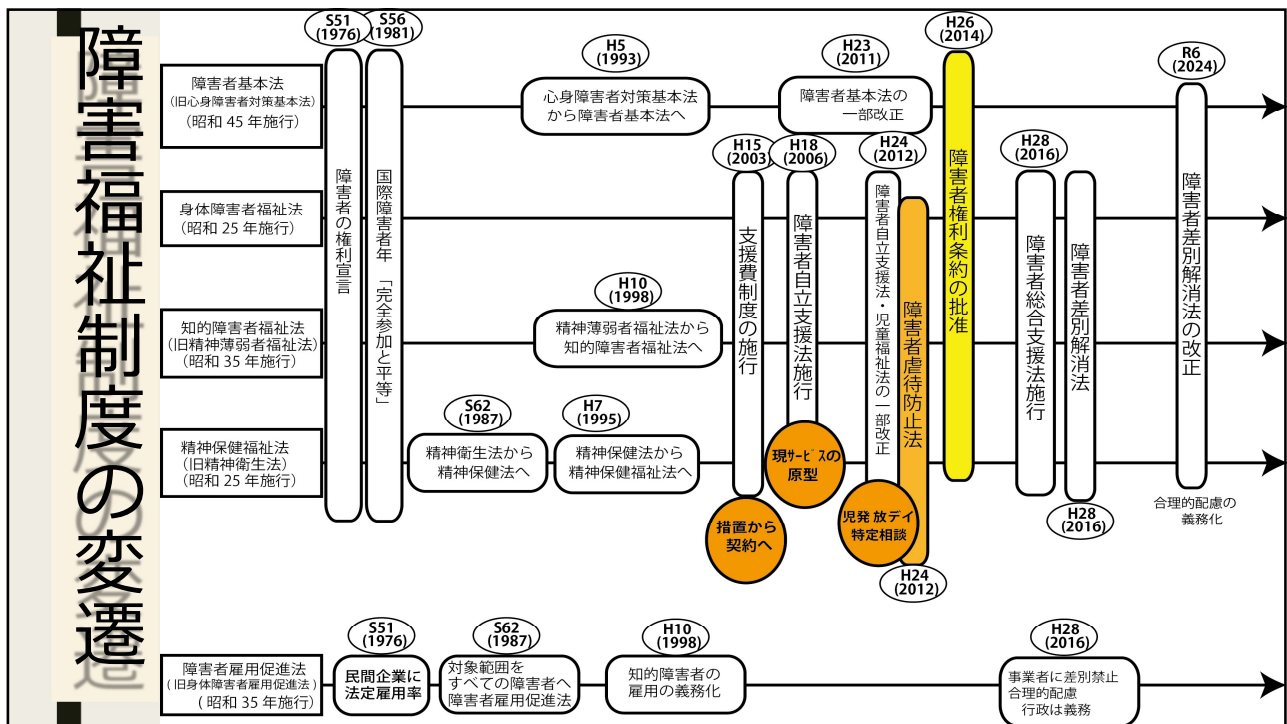 障害福祉制度の変遷
S51
(1976)
S56
(1981)
H5
(1993)
H23
(2011)
H26
(2014)
R6
(2024)
障害者基本法
(旧心身障害者対策基本法)
(昭和 45 年施行)
心身障害者対策基本法
から障害者基本法へ
障害者基本法の
一部改正
H15
(2003)
H18
(2006)
H24
(2012)
H28
(2016)
身体障害者福祉法
(昭和 25 年施行)
障害者の権利宣言
国際障害者年 「完全参加と平等」
支援費制度の施行
障害者自立支援法施行
障害者自立支援法・児童福祉法の一部改正
障害者虐待防止法
障害者権利条約の批准
障害者総合支援法施行
障害者差別解消法
障害者差別解消法の改正
H10
(1998)
知的障害者福祉法
(旧精神薄弱者福祉法)
(昭和 35 年施行)
精神薄弱者福祉法から
知的障害者福祉法へ
S62
(1987)
H7
(1995)
精神保健福祉法
(旧精神衛生法)
(昭和 25 年施行)
精神衛生法から
精神保健法へ
精神保健法から
精神保健福祉法へ
現ｻｰﾋﾞｽの
原型
措置から
契約へ
児発 放デイ
特定相談
H24
(2012)
H28
(2016)
合理的配慮の
義務化
S51
(1976)
S62
(1987)
H10
(1998)
H28
(2016)
障害者雇用促進法
(旧身体障害者雇用促進法)
(昭和 35 年施行)
民間企業に
法定雇用率
対象範囲を
すべての障害者へ
障害者雇用促進法
知的障害者の
雇用の義務化
事業者に差別禁止
合理的配慮
行政は義務